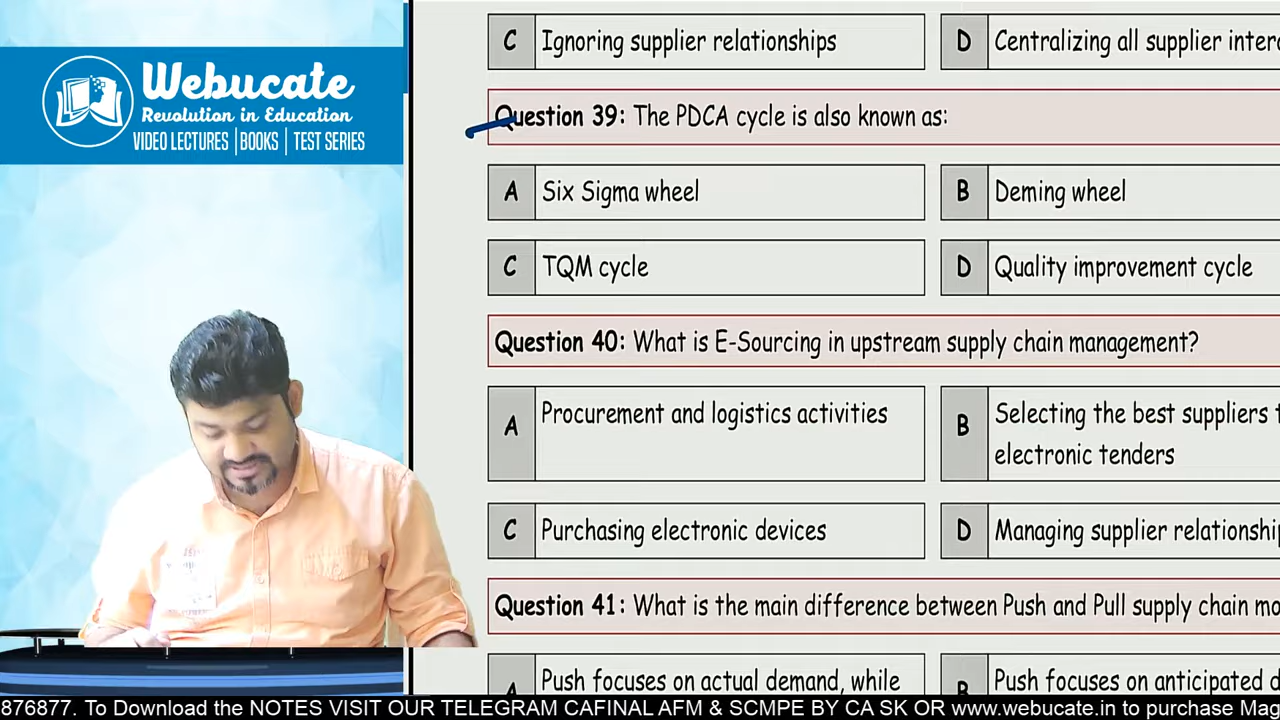 Webucate
Revolution in Education
VIDEO LECTURES | BOOKS | TEST SERIES
C Ignoring supplier relationships
D Centralizing all supplier
Question 39: The PDCA cycle is also known as:
A Six Sigma wheel
B Deming wheel
C TQM cycle
D Quality improvement cycle
Question 40: What is E-Sourcing in upstream supply chain management?
A Procurement and logistics activities
B Selecting the best suppliers
electronic tenders
C Purchasing electronic devices
D Managing supplier
Question 41: What is the main difference between Push and Pull supply chain
A Push focuses on actual demand, while
B Push focuses on anticipated
876877. To Download the NOTES VISIT OUR TELEGRAM CAFINAL AFM & SCMPE BY CA SK OR www.webucate.in to purchase